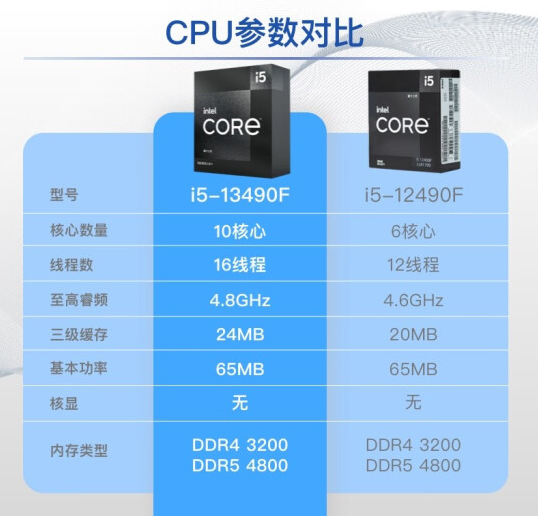 CPU参数对比
i5
intel
CORE
i5
intel
CORE
型号 i5-13490F i5-12490F
核心数量 10核心 6核心
线程数 16线程 12线程
至高睿频 4.8GHz 4.6GHz
三级缓存 24MB 20MB
基本功率 65MB 65MB
核显 无 无
内存类型 DDR4 3200 DDR4 3200
DDR5 4800 DDR5 4800